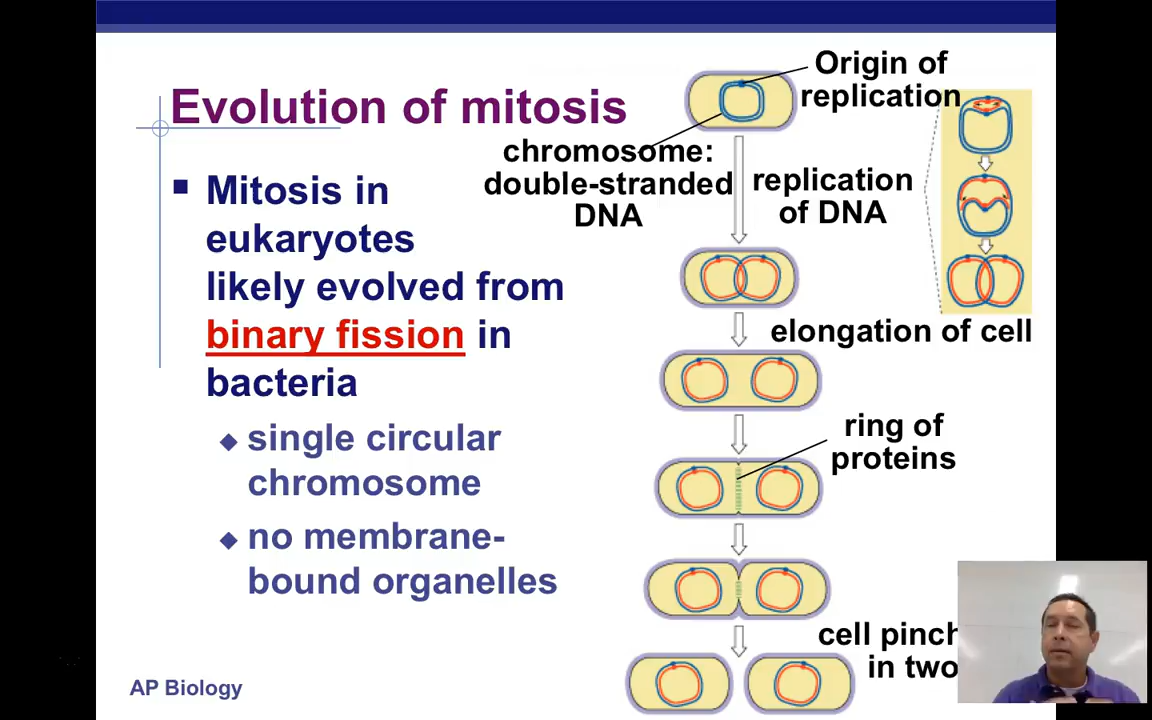 Evolution of mitosis
Mitosis in
eukaryotes
likely evolved from
binary fission in
bacteria
single circular
chromosome
no membrane-
bound organelles
AP Biology
Origin of
replication
chromosome:
double-stranded
DNA
replication
of DNA
elongation of cell
ring of
proteins
cell pinch
in two